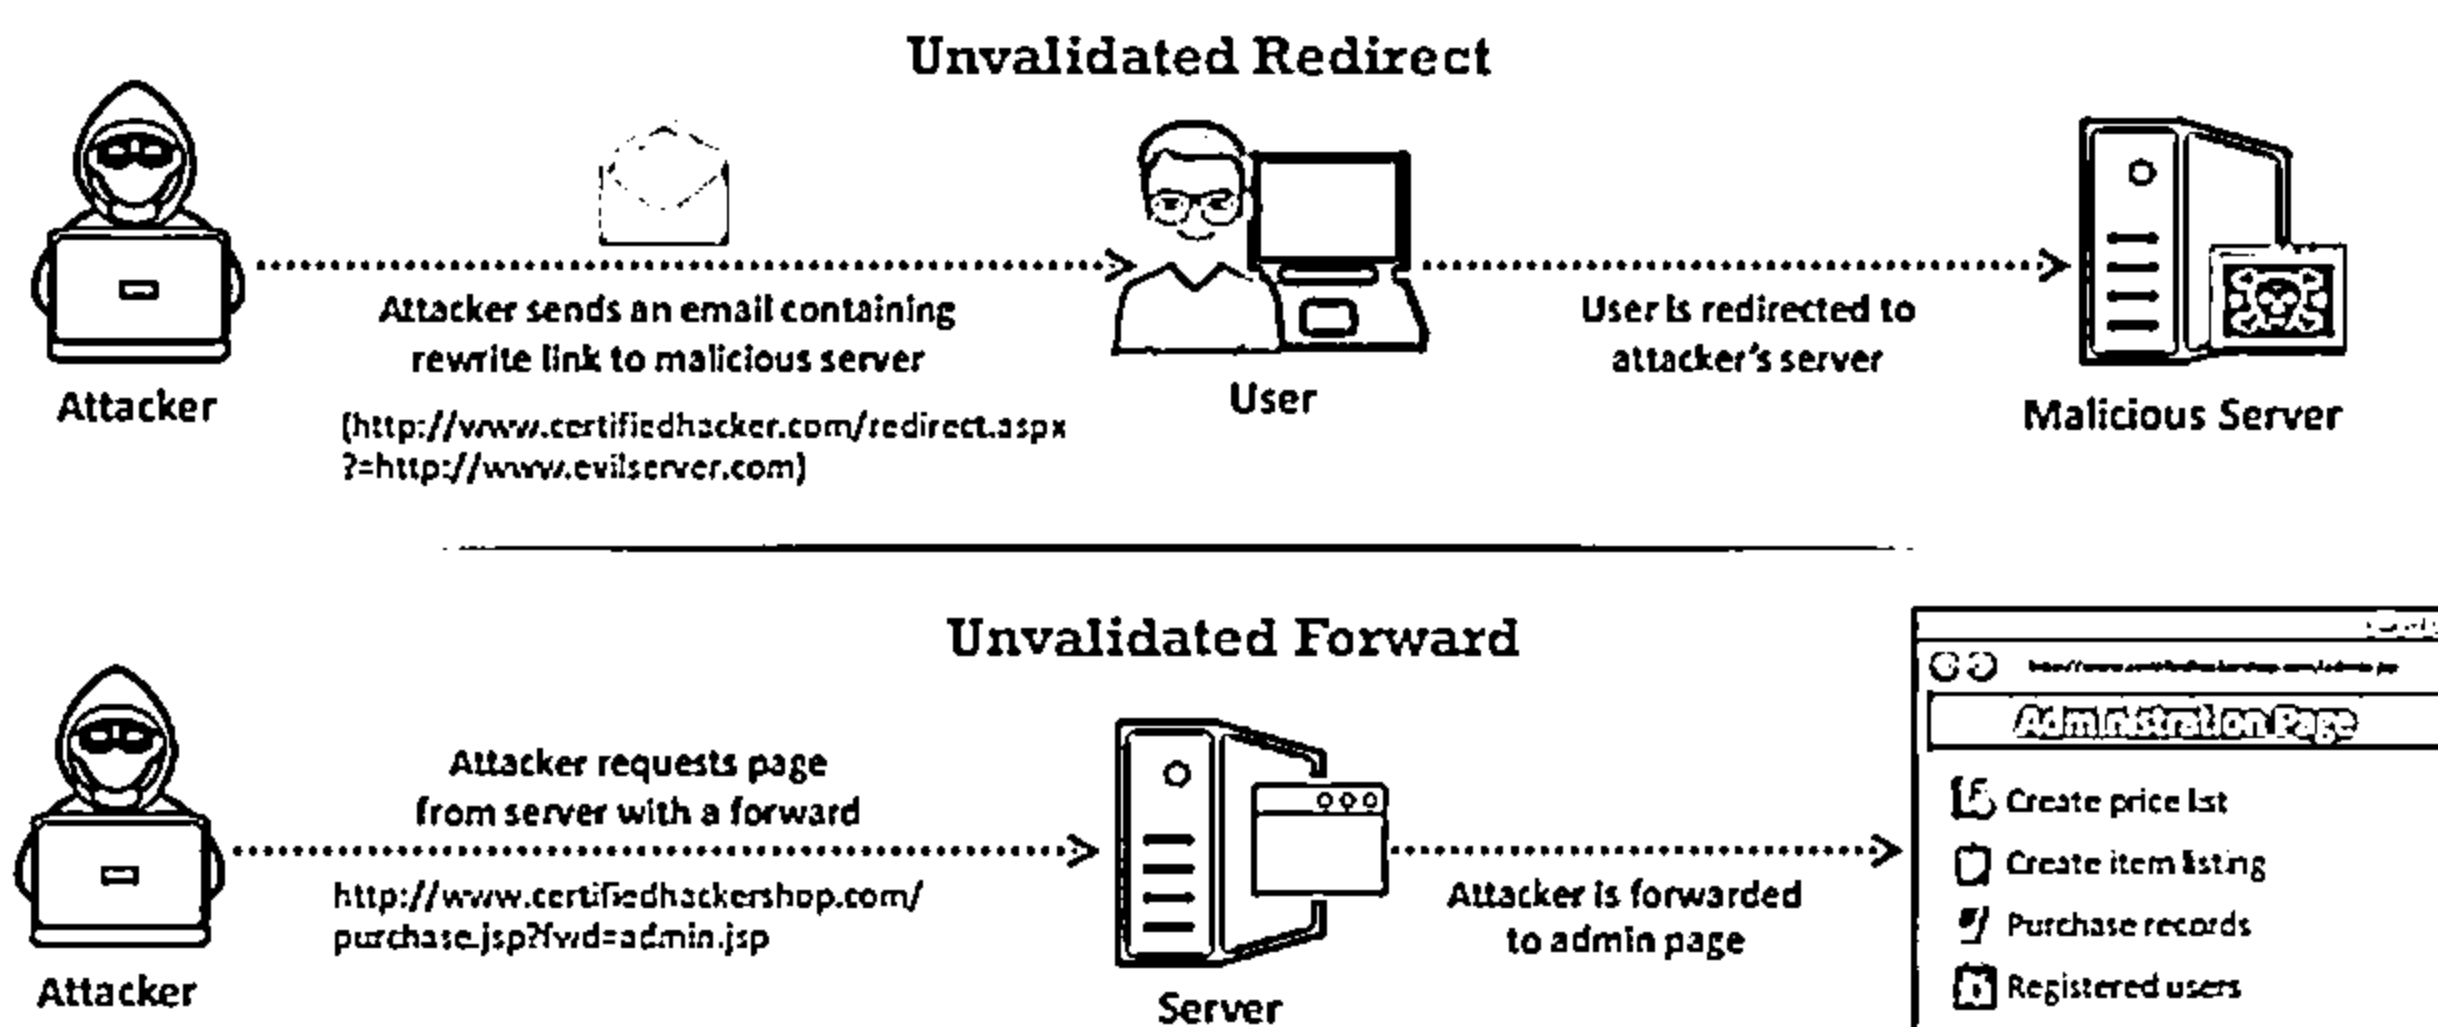 Unvalidated Redirect
Attacker sends an email containing
rewrite link to malicious server
(http://www.certifiedhacker.com/redirect.aspx
?=http://www.evilserver.com)
Attacker
User
User is redirected to
attacker's server
Malicious Server
Unvalidated Forward
Attacker requests page
from server with a forward
http://www.certifiedhackershop.com/
purchase.jsp?fwd=admin.jsp
Attacker
Server
Attacker is forwarded
to admin page
Administration Page
Create price list
Create item listing
Purchase records
Registered users